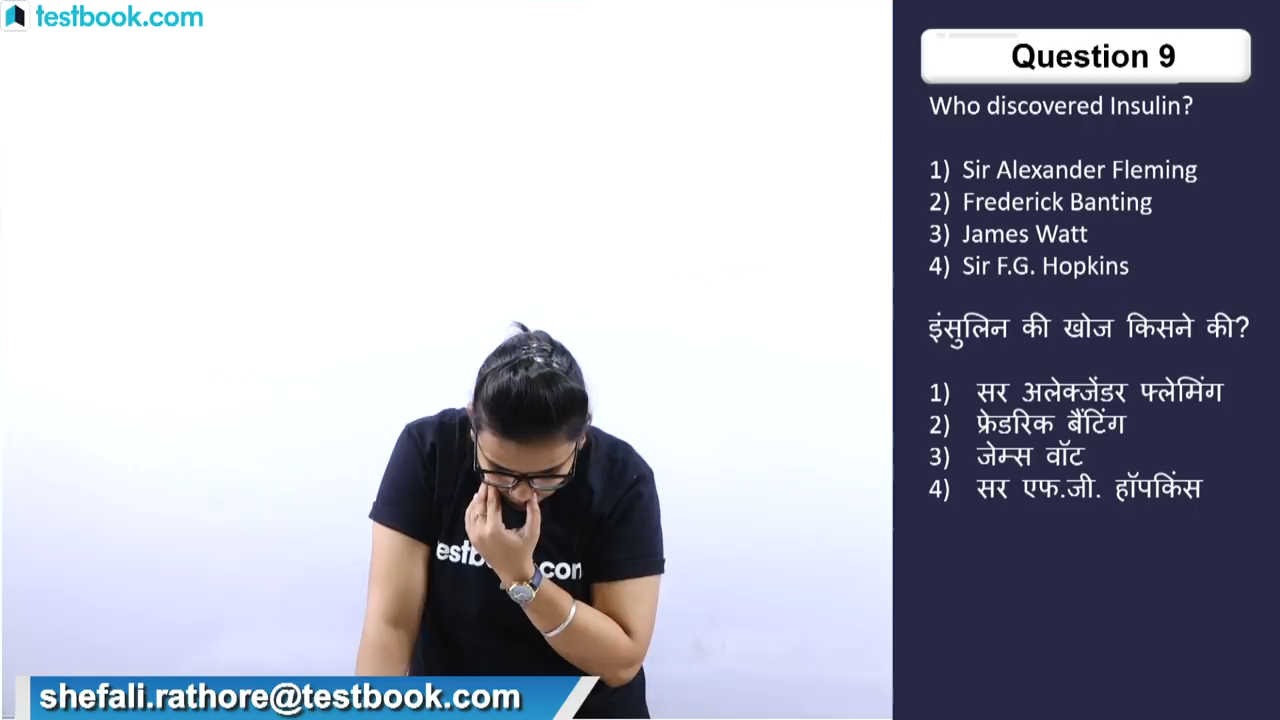 testbook.com
Question 9
Who discovered Insulin?
1) Sir Alexander Fleming
2) Frederick Banting
3) James Watt
4) Sir F.G. Hopkins
इंसुलिन की खोज किसने की?
1) सर अलेक्जेंडर फ्लेमिंग
2) फ्रेडरिक बैंटिंग
3) जेम्स वॉट
4) सर एफ.जी. हॉपकिंस
shefali.rathore@testbook.com